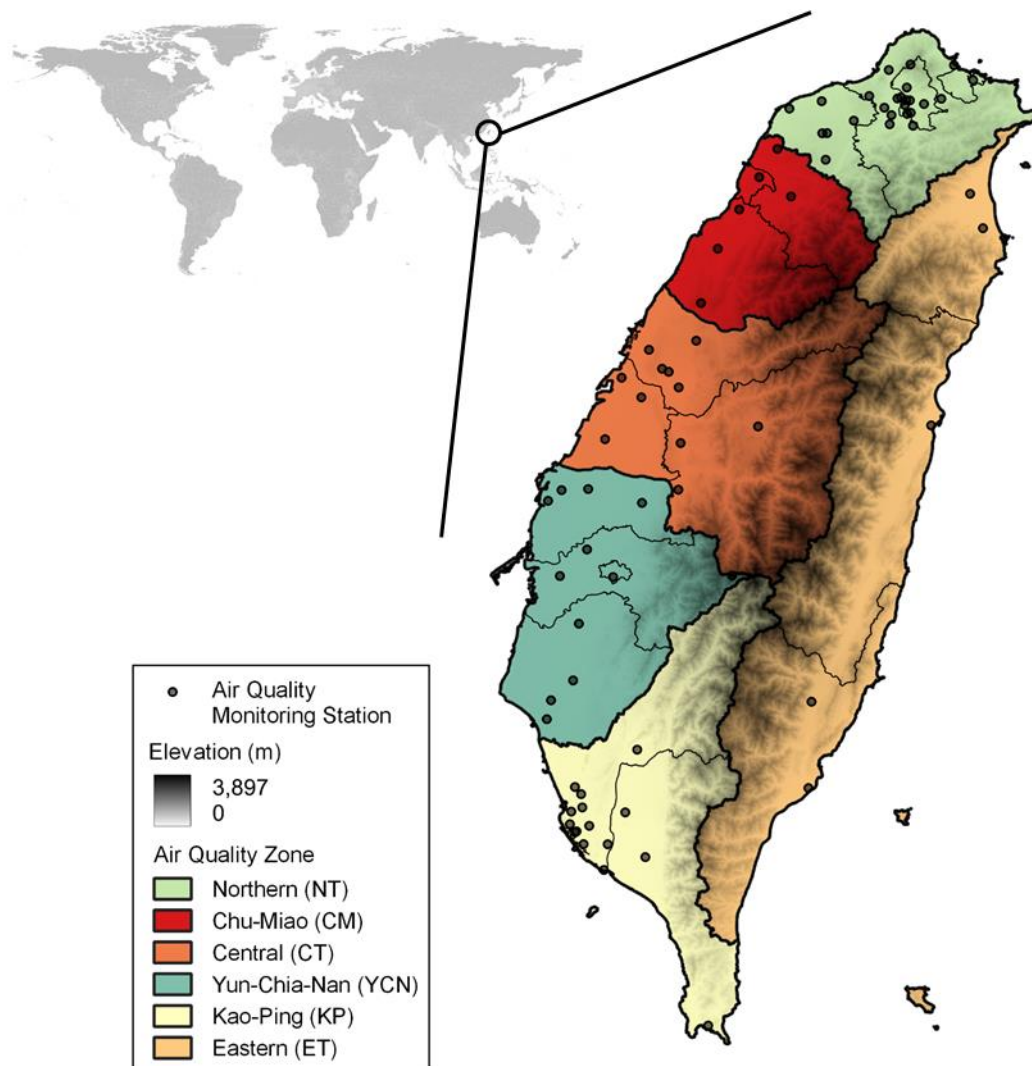 Air Quality
Monitoring Station
Elevation (m)
3,897
0
Air Quality Zone
Northern (NT)
Chu-Miao (CM)
Central (CT)
Yun-Chia-Nan (YCN)
Kao-Ping (KP)
Eastern (ET)